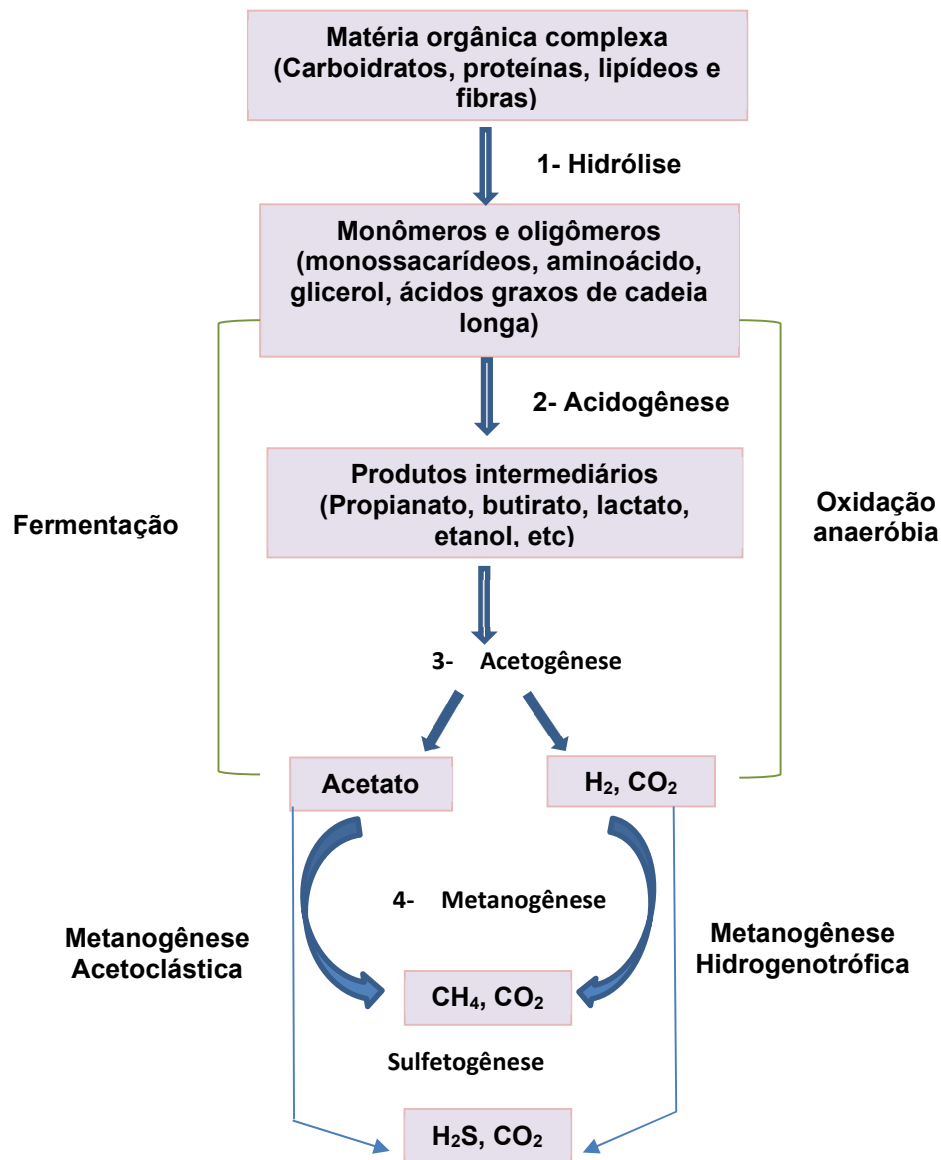 Matéria orgânica complexa
(Carboidratos, proteínas, lipídeos e
fibras)
1- Hidrólise
Monômeros e oligômeros
(monossacarídeos, aminoácido,
glicerol, ácidos graxos de cadeia
longa)
2- Acidogênese
Produtos intermediários
(Propianato, butirato, lactato,
etanol, etc)
Fermentação
Oxidação
anaeróbia
3- Acetogênese
Acetato
H₂, CO₂
4- Metanogênese
Metanogênese
Acetoclástica
Metanogênese
Hidrogenotrófica
CH₄, CO₂
Sulfetogênese
H₂S, CO₂